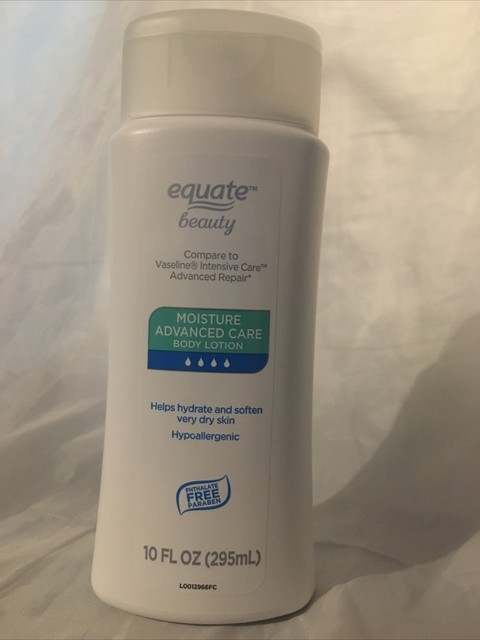 equate™
beauty
Compare to
Vaseline® Intensive Care™
Advanced Repair*
MOISTURE
ADVANCED CARE
BODY LOTION
Helps hydrate and soften
very dry skin
Hypoallergenic
PHTHALATE
FREE
PARABEN
10 FL OZ (295mL)
L0012966FC